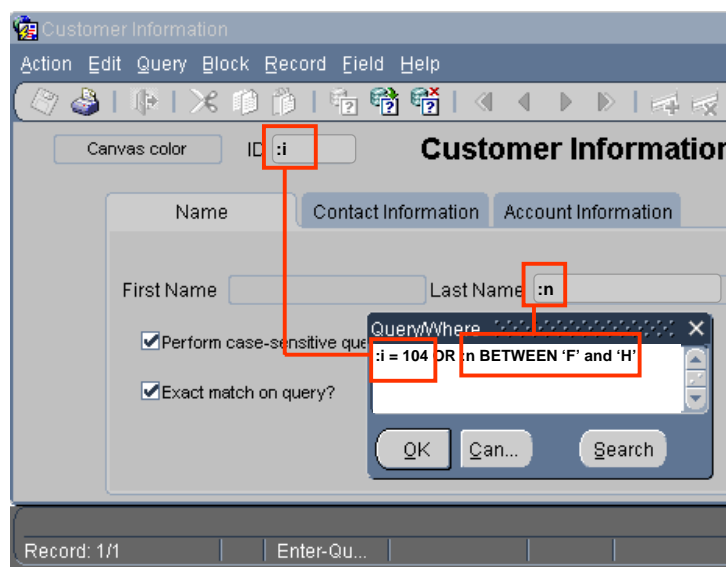 Customer Information
Action Edit Query Block Record Field Help
Canvas color ID :i Customer Information
Name Contact Information Account Information
First Name Last Name :n
Perform case-sensitive que
Query/Where
:i = 104 OR :n BETWEEN ‘F’ and ‘H’
Exact match on query?
OK Can... Search
Record: 1/1 Enter-Qu...